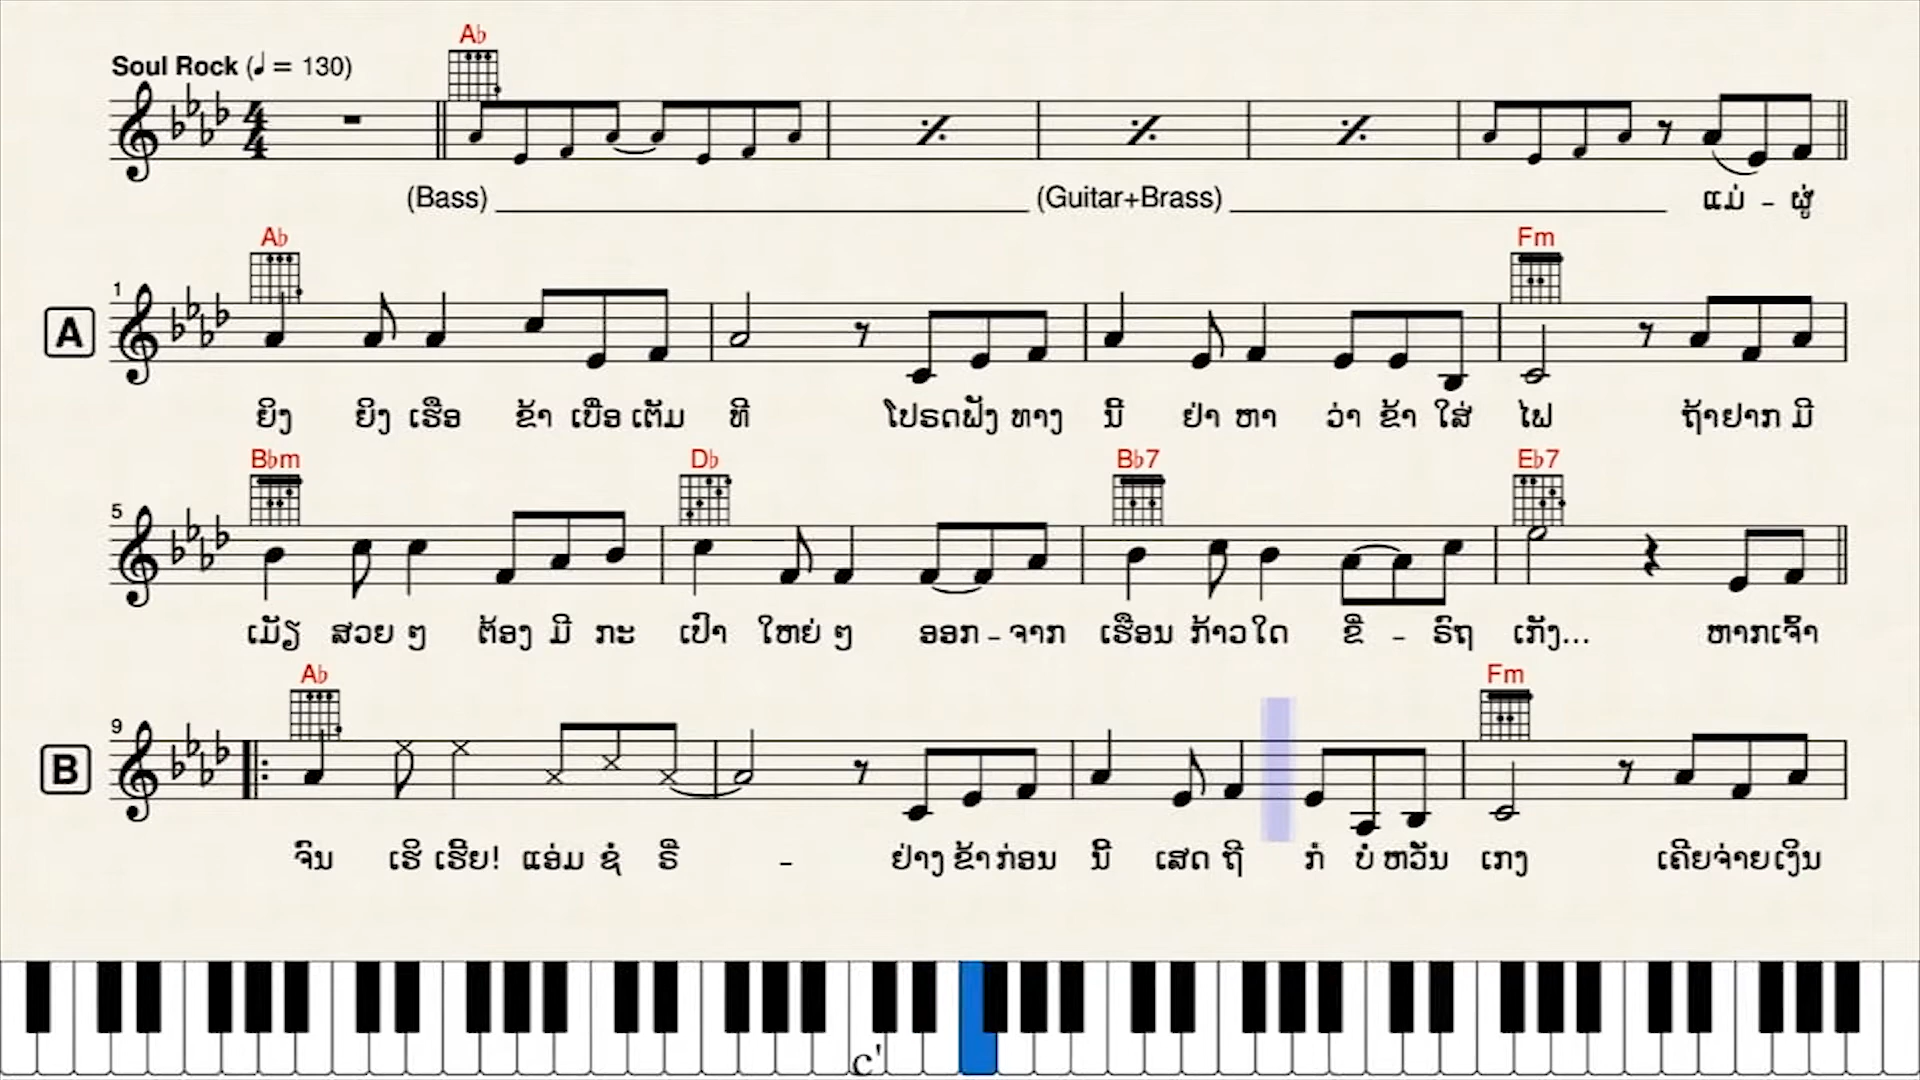 A♭
Soul Rock (♩ = 130)
(Bass) (Guitar+Brass) ແມ່ - ຜູ່
A♭ Fm
1
A
ຍິງ ຍິງ ເຮືອ ຂ້າ ເບື່ອ ເຕັມ ທີ ໂປຣດຟັງ ທາງ ນີ້ ຢ່າ ຫາ ວ່າ ຂ້າ ໃສ່ ໄຟ ຖ້າຢາກ ມີ
B♭m D♭ B♭7 E♭7
5
ເມັຽ ສວຍ ໆ ຕ້ອງ ມີ ກະ ເປົາ ໃຫຍ່ ໆ ອອກ - ຈາກ ເຮືອນ ກ້າວ ໃດ ຂີ່ - ຣົຖ ເກັ່ງ... ຫາກເຈົ້າ
A♭ Fm
9
B
ຈົນ ເຮິ ເຮີ້ຍ! ແອ່ມ ຊໍ ຣີ່ - ຢ່າງ ຂ້າ ກ່ອນ ນີ້ ເສດ ຖີ ກໍ ບໍ່ ຫວັ່ນ ເກງ ເຄີຍຈ່າຍເງິນ
c'